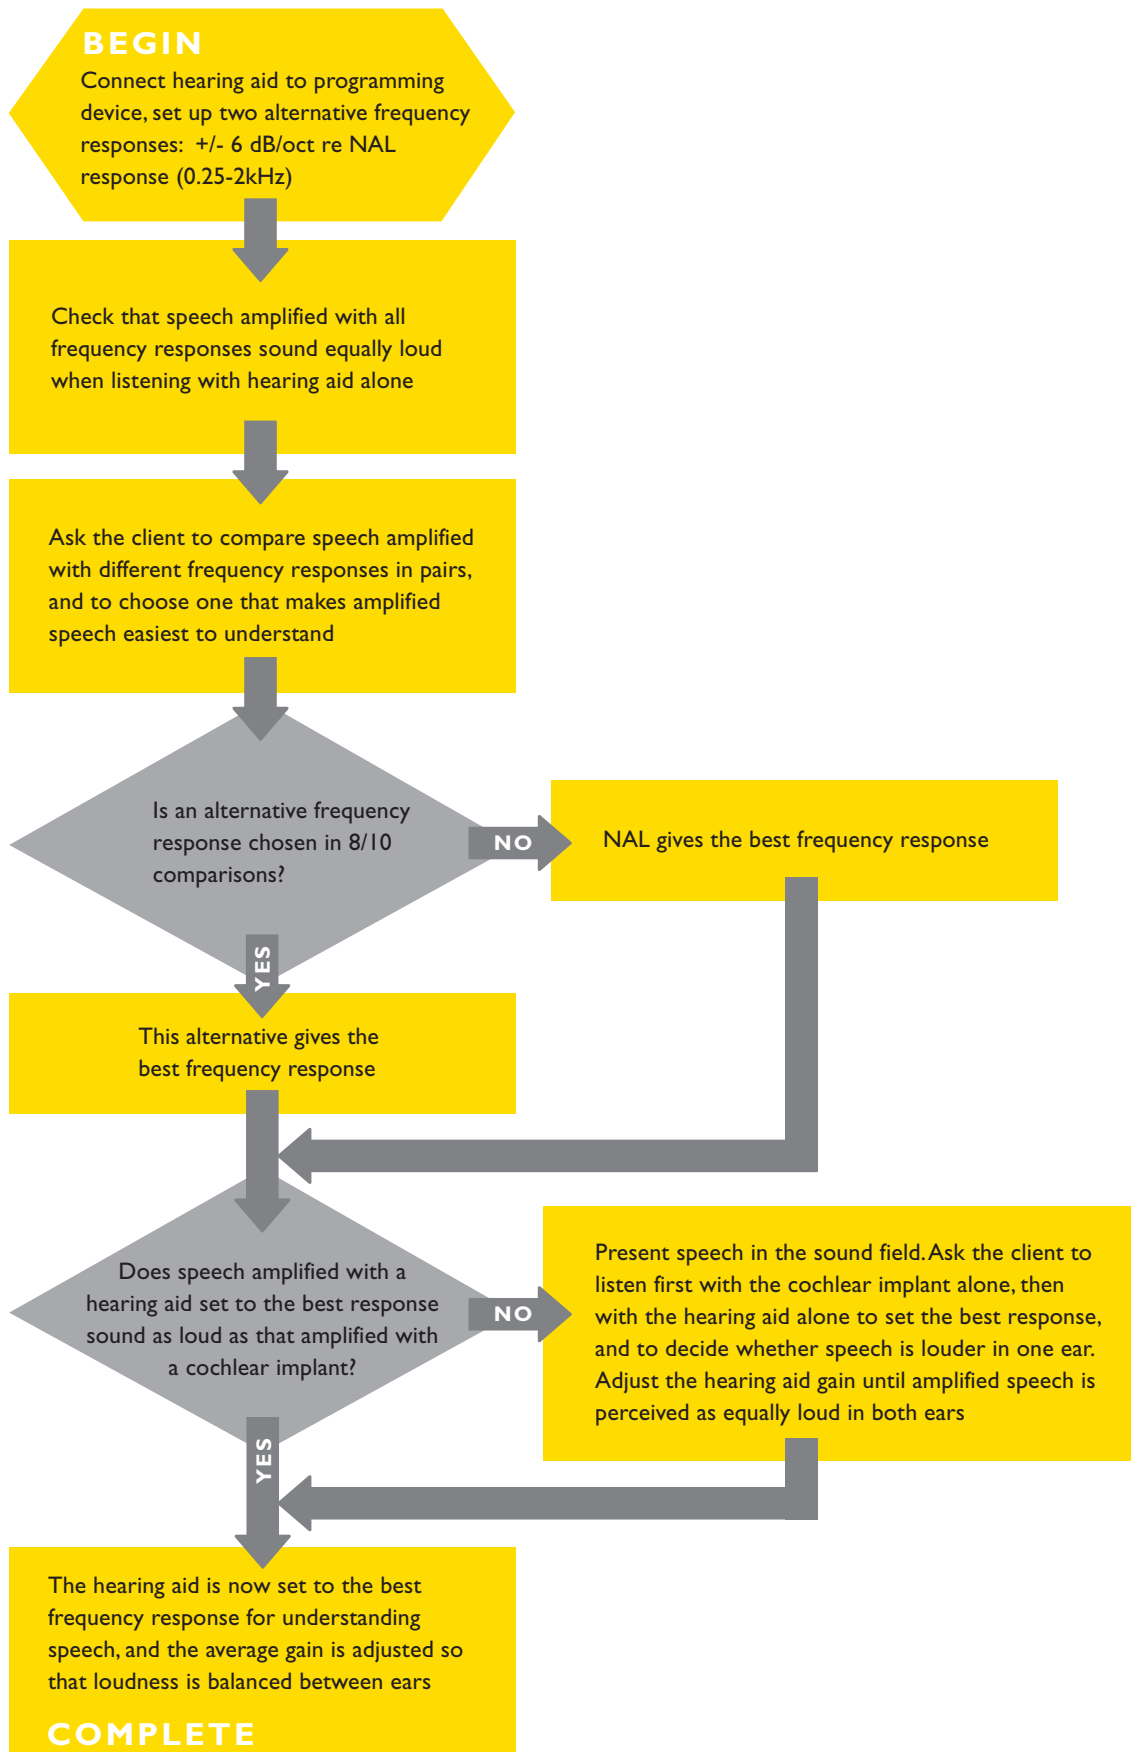 BEGIN
Connect hearing aid to programming
device, set up two alternative frequency
responses: +/- 6 dB/oct re NAL
response (0.25-2kHz)
Check that speech amplified with all
frequency responses sound equally loud
when listening with hearing aid alone
Ask the client to compare speech amplified
with different frequency responses in pairs,
and to choose one that makes amplified
speech easiest to understand
Is an alternative frequency
response chosen in 8/10
comparisons?
NO
NAL gives the best frequency response
YES
This alternative gives the
best frequency response
Does speech amplified with a
hearing aid set to the best response
sound as loud as that amplified with
a cochlear implant?
NO
Present speech in the sound field. Ask the client to
listen first with the cochlear implant alone, then
with the hearing aid alone to set the best response,
and to decide whether speech is louder in one ear.
Adjust the hearing aid gain until amplified speech is
perceived as equally loud in both ears
YES
The hearing aid is now set to the best
frequency response for understanding
speech, and the average gain is adjusted so
that loudness is balanced between ears
COMPLETE